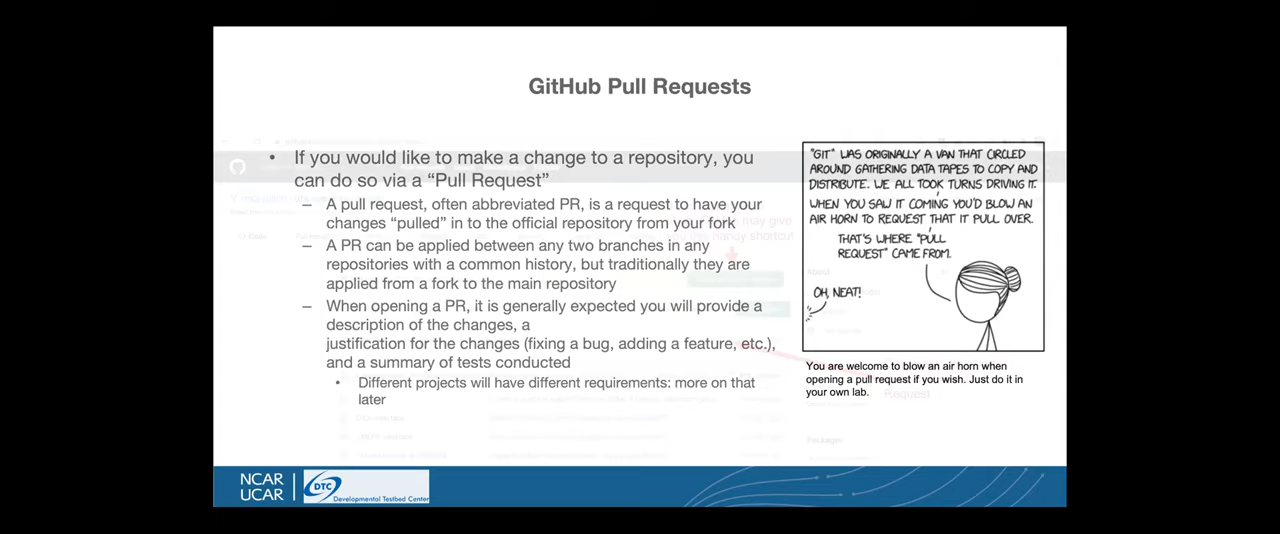 GitHub Pull Requests
• If you would like to make a change to a repository, you
can do so via a “Pull Request”
– A pull request, often abbreviated PR, is a request to have your
changes “pulled” in to the official repository from your fork
– A PR can be applied between any two branches in any
repositories with a common history, but traditionally they are
applied from a fork to the main repository
– When opening a PR, it is generally expected you will provide a
description of the changes, a
justification for the changes (fixing a bug, adding a feature, etc.),
and a summary of tests conducted
• Different projects will have different requirements: more on that
later
"GIT" WAS ORIGINALLY A VAN THAT CIRCLED
AROUND GATHERING DATA TAPES TO COPY AND
DISTRIBUTE. WE ALL TOOK TURNS DRIVING IT.
WHEN YOU SAW IT COMING YOU'D BLOW AN
AIR HORN TO REQUEST THAT IT PULL OVER.
THAT'S WHERE "PULL
REQUEST" CAME FROM.
OH, NEAT!
You are welcome to blow an air horn when
opening a pull request if you wish. Just do it in
your own lab.
may give
handy shortcut
Request
About
Packages
Code
NCAR
UCAR
DTC
Developmental Testbed Center